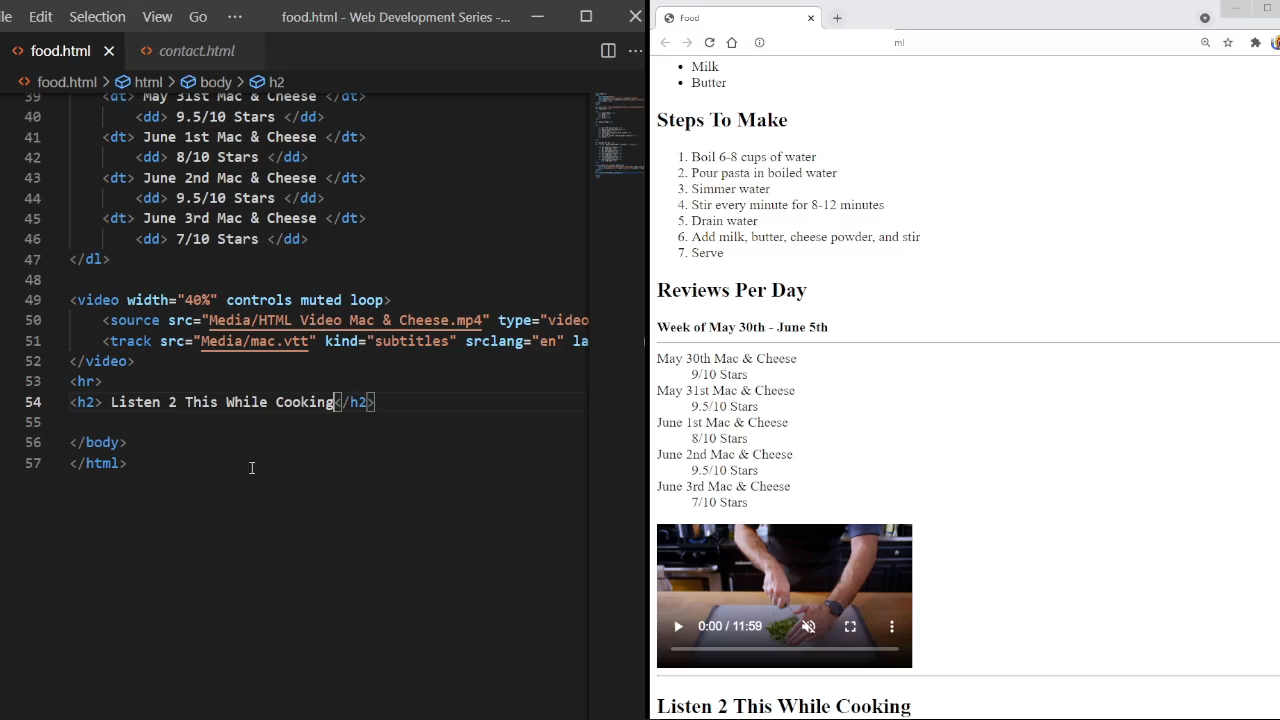 Edit Selection View Go ... food.html - Web Development Series -...
food.html contact.html
food.html html body h2
39 <dt> May 31st Mac & Cheese </dt>
40 <dd> 9.5/10 Stars </dd>
41 <dt> June 1st Mac & Cheese </dt>
42 <dd> 8/10 Stars </dd>
43 <dt> June 2nd Mac & Cheese </dt>
44 <dd> 9.5/10 Stars </dd>
45 <dt> June 3rd Mac & Cheese </dt>
46 <dd> 7/10 Stars </dd>
47 </dl>
48
49 <video width="40%" controls muted loop>
50 <source src="Media/HTML Video Mac & Cheese.mp4" type="video
51 <track src="Media/mac.vtt" kind="subtitles" srclang="en" la
52 </video>
53 <hr>
54 <h2> Listen 2 This While Cooking</h2>
55
56 </body>
57 </html>
Food
ml
• Milk
• Butter
Steps To Make
1. Boil 6-8 cups of water
2. Pour pasta in boiled water
3. Simmer water
4. Stir every minute for 8-12 minutes
5. Drain water
6. Add milk, butter, cheese powder, and stir
7. Serve
Reviews Per Day
Week of May 30th - June 5th
May 30th Mac & Cheese
9/10 Stars
May 31st Mac & Cheese
9.5/10 Stars
June 1st Mac & Cheese
8/10 Stars
June 2nd Mac & Cheese
9.5/10 Stars
June 3rd Mac & Cheese
7/10 Stars
0:00 / 11:59
Listen 2 This While Cooking